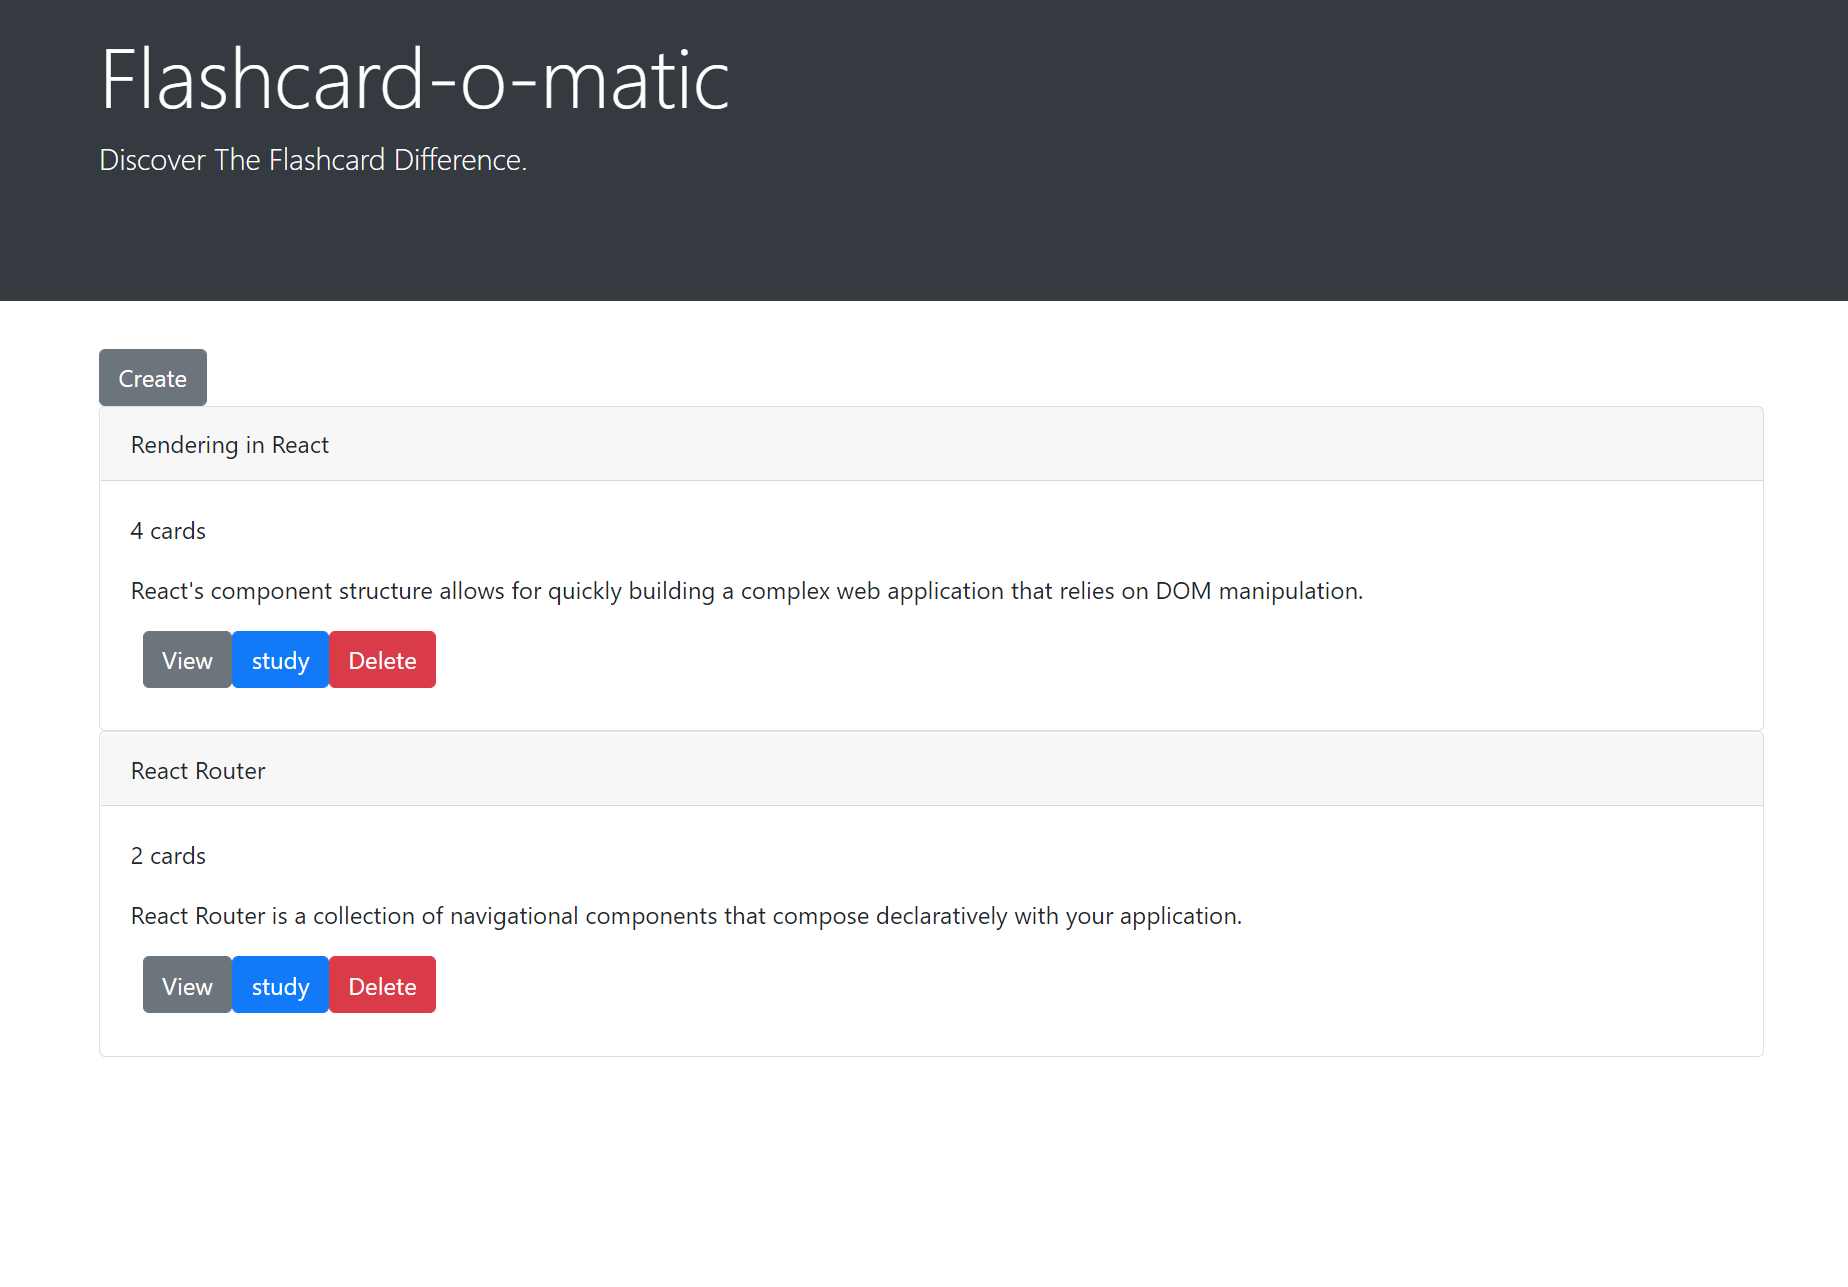 Flashcard-o-matic
Discover The Flashcard Difference.
Create
Rendering in React
4 cards
React's component structure allows for quickly building a complex web application that relies on DOM manipulation.
View study Delete
React Router
2 cards
React Router is a collection of navigational components that compose declaratively with your application.
View study Delete